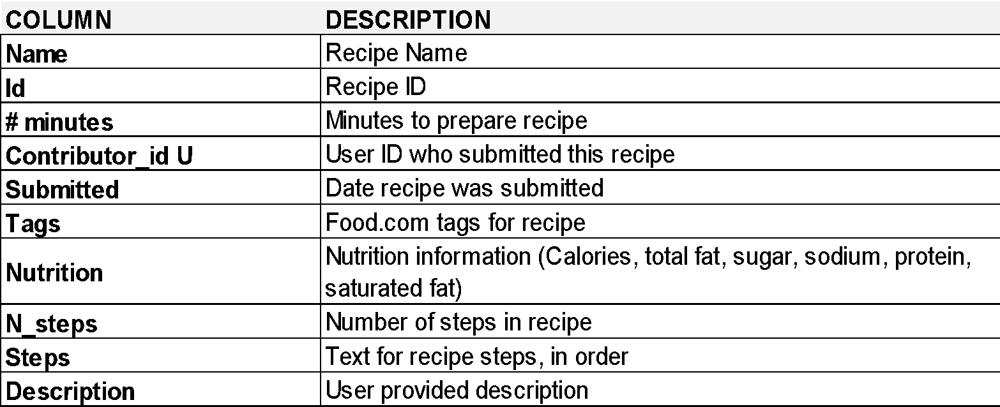 COLUMN DESCRIPTION
Name Recipe Name
Id Recipe ID
# minutes Minutes to prepare recipe
Contributor_id U User ID who submitted this recipe
Submitted Date recipe was submitted
Tags Food.com tags for recipe
Nutrition Nutrition information (Calories, total fat, sugar, sodium, protein,
saturated fat)
N_steps Number of steps in recipe
Steps Text for recipe steps, in order
Description User provided description